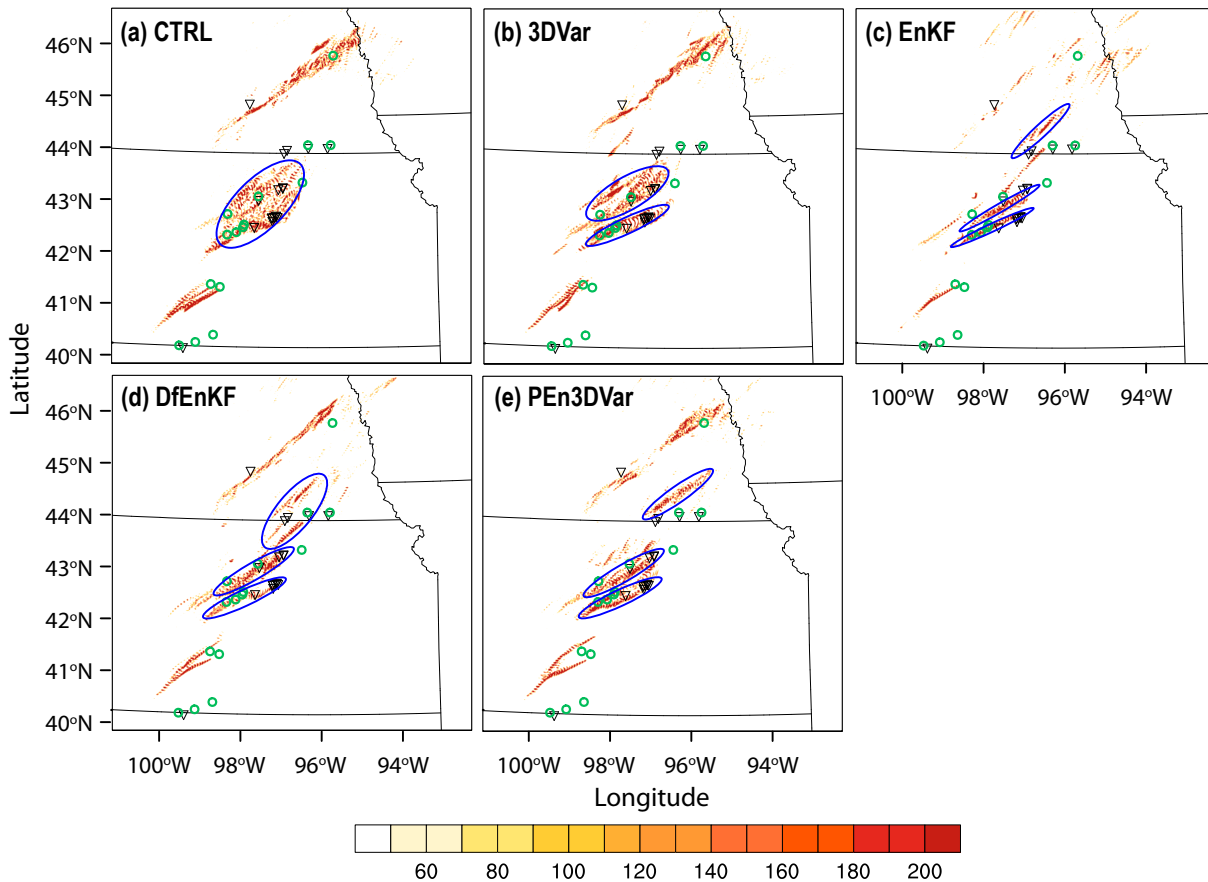 (a) CTRL
(b) 3DVar
(c) EnKF
46°N
45°N
44°N
43°N
42°N
41°N
40°N
100°W 98°W 96°W 94°W
Latitude
(d) DfEnKF
(e) PEn3DVar
46°N
45°N
44°N
43°N
42°N
41°N
40°N
100°W 98°W 96°W 94°W
100°W 98°W 96°W 94°W
Longitude
60 80 100 120 140 160 180 200